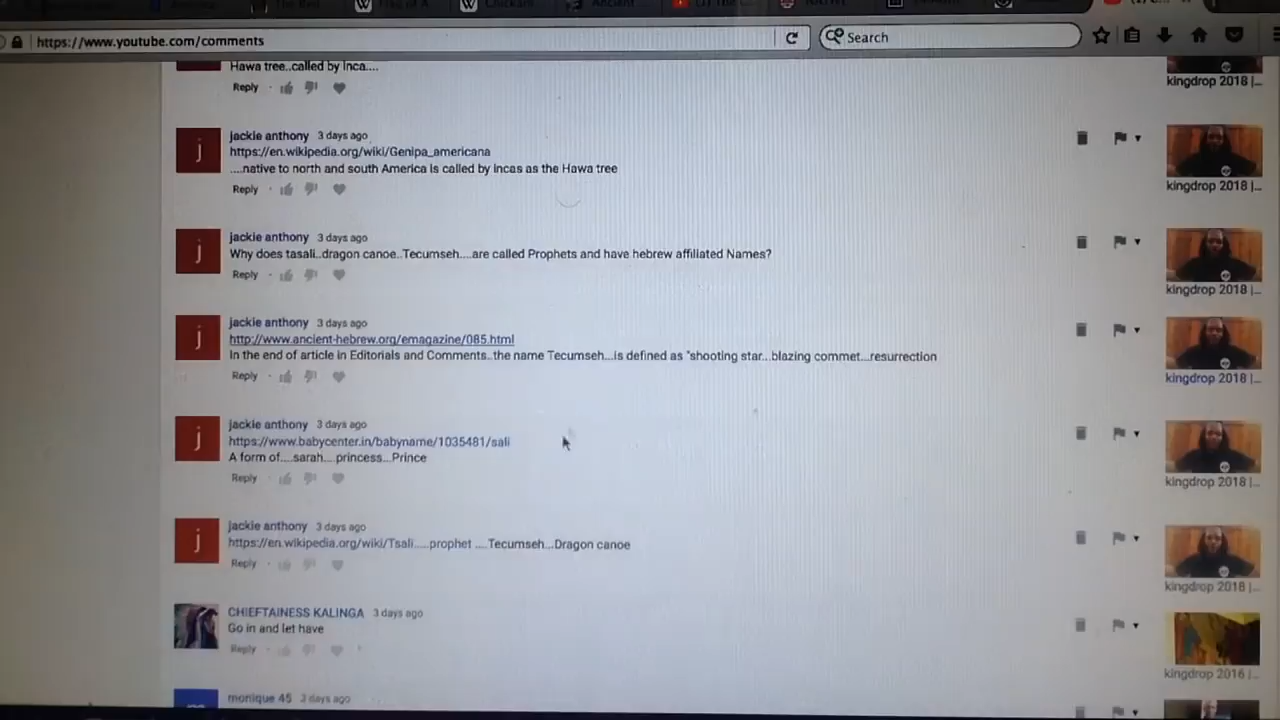 https://www.youtube.com/comments
Search
Hawa tree..called by Inca....
Reply
kingdrop 2018 |...
jackie anthony 3 days ago
https://en.wikipedia.org/wiki/Genipa_americana
....native to north and south America is called by incas as the Hawa tree
Reply
kingdrop 2018 |...
jackie anthony 3 days ago
Why does tasali..dragon canoe..Tecumseh....are called Prophets and have hebrew affiliated Names?
Reply
kingdrop 2018 |...
jackie anthony 3 days ago
http://www.ancient-hebrew.org/emagazine/085.html
In the end of article in Editorials and Comments..the name Tecumseh...is defined as "shooting star...blazing commet...resurrection
Reply
kingdrop 2018 |...
jackie anthony 3 days ago
https://www.babycenter.in/babyname/1035481/sali
A form of....sarah... princess...Prince
Reply
kingdrop 2018 |...
jackie anthony 3 days ago
https://en.wikipedia.org/wiki/Tsali.....prophet ....Tecumseh...Dragon canoe
Reply
kingdrop 2018 |...
CHIEFTAINESS KALINGA 3 days ago
Go in and let have
Reply
kingdrop 2016 |...
monique 45 3 days ago